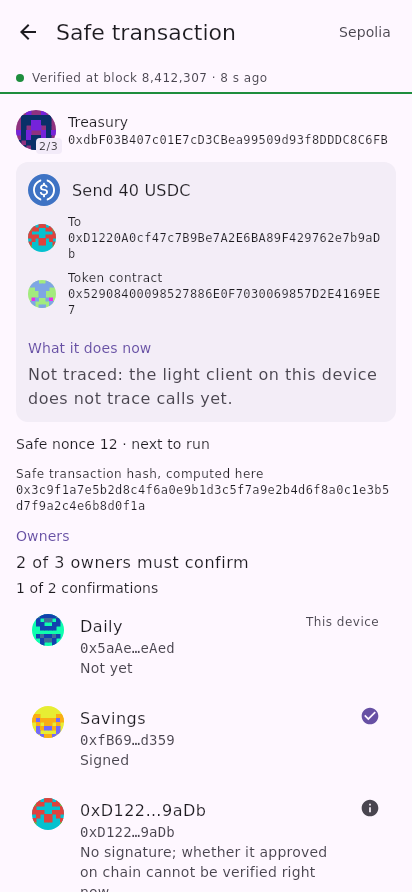 Safe transaction
Sepolia
Verified at block 8,412,307 · 8 s ago
Treasury
0xdbF03B407c01E7cD3CBea99509d93f8DDDC8C6FB
2/3
Send 40 USDC
To
0xD1220A0cf47c7B9Be7A2E6BA89F429762e7b9aD
b
Token contract
0x52908400098527886E0F7030069857D2E4169EE
7
What it does now
Not traced: the light client on this device
does not trace calls yet.
Safe nonce 12 · next to run
Safe transaction hash, computed here
0x3c9f1a7e5b2d8c4f6a0e9b1d3c5f7a9e2b4d6f8a0c1e3b5
d7f9a2c4e6b8d0f1a
Owners
2 of 3 owners must confirm
1 of 2 confirmations
Daily
This device
0x5aAe…eAed
Not yet
Savings
0xfB69…d359
Signed
0xD122…9aDb
0xD122…9aDb
No signature; whether it approved
on chain cannot be verified right
now.